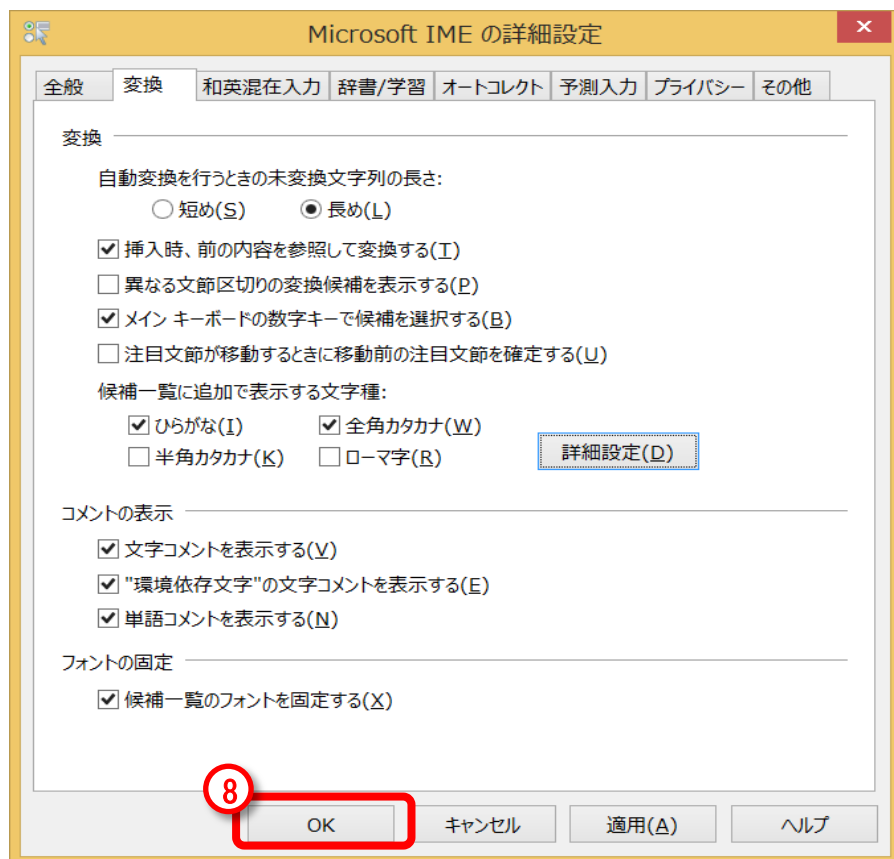 Microsoft IME の詳細設定
全般 変換 和英混在入力 辞書/学習 オートコレクト 予測入力 プライバシー その他
変換
自動変換を行うときの未変換文字列の長さ:
短め(S) 長め(L)
挿入時、前の内容を参照して変換する(T)
異なる文節区切りの変換候補を表示する(P)
メイン キーボードの数字キーで候補を選択する(B)
注目文節が移動するときに移動前の注目文節を確定する(U)
候補一覧に追加で表示する文字種:
ひらがな(I) 全角カタカナ(W)
半角カタカナ(K) ローマ字(R) 詳細設定(D)
コメントの表示
文字コメントを表示する(V)
"環境依存文字"の文字コメントを表示する(E)
単語コメントを表示する(N)
フォントの固定
候補一覧のフォントを固定する(X)
8
OK キャンセル 適用(A) ヘルプ